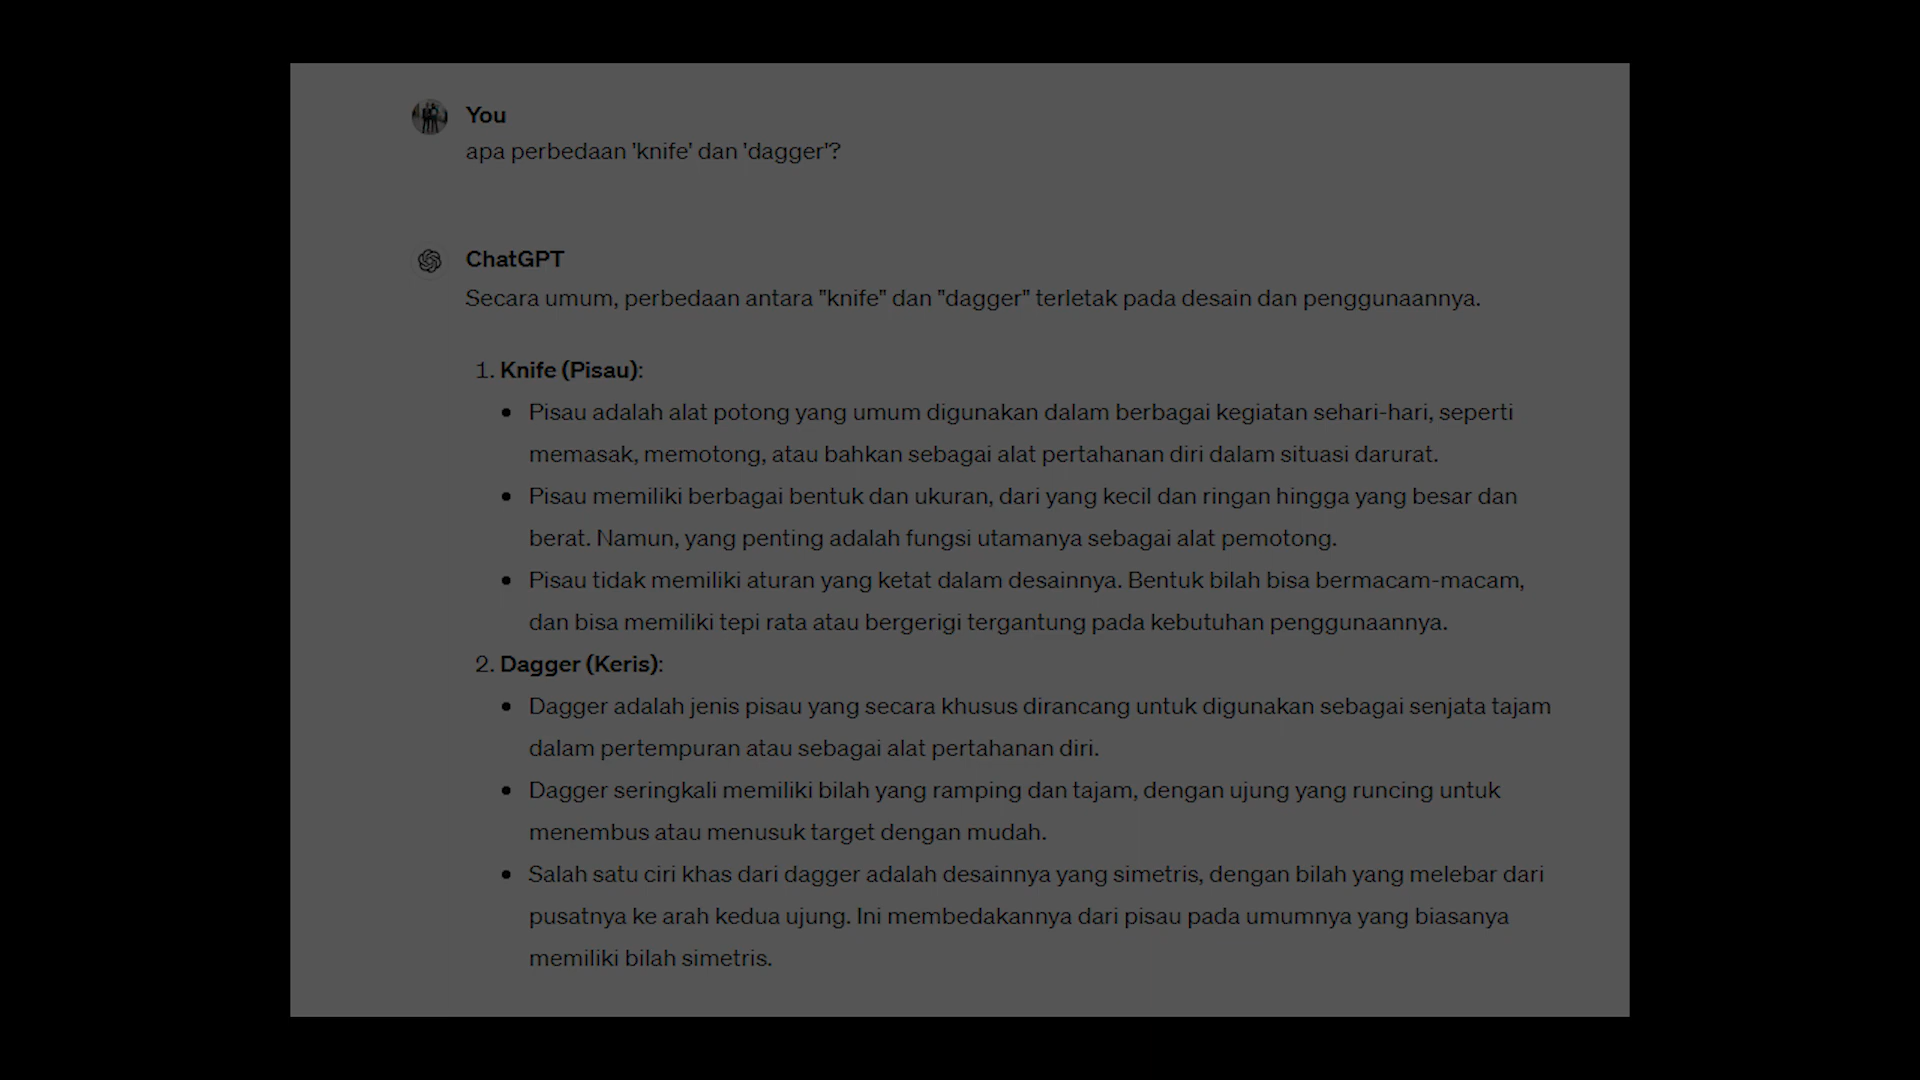 You
apa perbedaan 'knife' dan 'dagger'?
ChatGPT
Secara umum, perbedaan antara "knife" dan "dagger" terletak pada desain dan penggunaannya.
1. Knife (Pisau):
• Pisau adalah alat potong yang umum digunakan dalam berbagai kegiatan sehari-hari, seperti
memasak, memotong, atau bahkan sebagai alat pertahanan diri dalam situasi darurat.
• Pisau memiliki berbagai bentuk dan ukuran, dari yang kecil dan ringan hingga yang besar dan
berat. Namun, yang penting adalah fungsi utamanya sebagai alat pemotong.
• Pisau tidak memiliki aturan yang ketat dalam desainnya. Bentuk bilah bisa bermacam-macam,
dan bisa memiliki tepi rata atau bergerigi tergantung pada kebutuhan penggunaannya.
2. Dagger (Keris):
• Dagger adalah jenis pisau yang secara khusus dirancang untuk digunakan sebagai senjata tajam
dalam pertempuran atau sebagai alat pertahanan diri.
• Dagger seringkali memiliki bilah yang ramping dan tajam, dengan ujung yang runcing untuk
menembus atau menusuk target dengan mudah.
• Salah satu ciri khas dari dagger adalah desainnya yang simetris, dengan bilah yang melebar dari
pusatnya ke arah kedua ujung. Ini membedakannya dari pisau pada umumnya yang biasanya
memiliki bilah simetris.